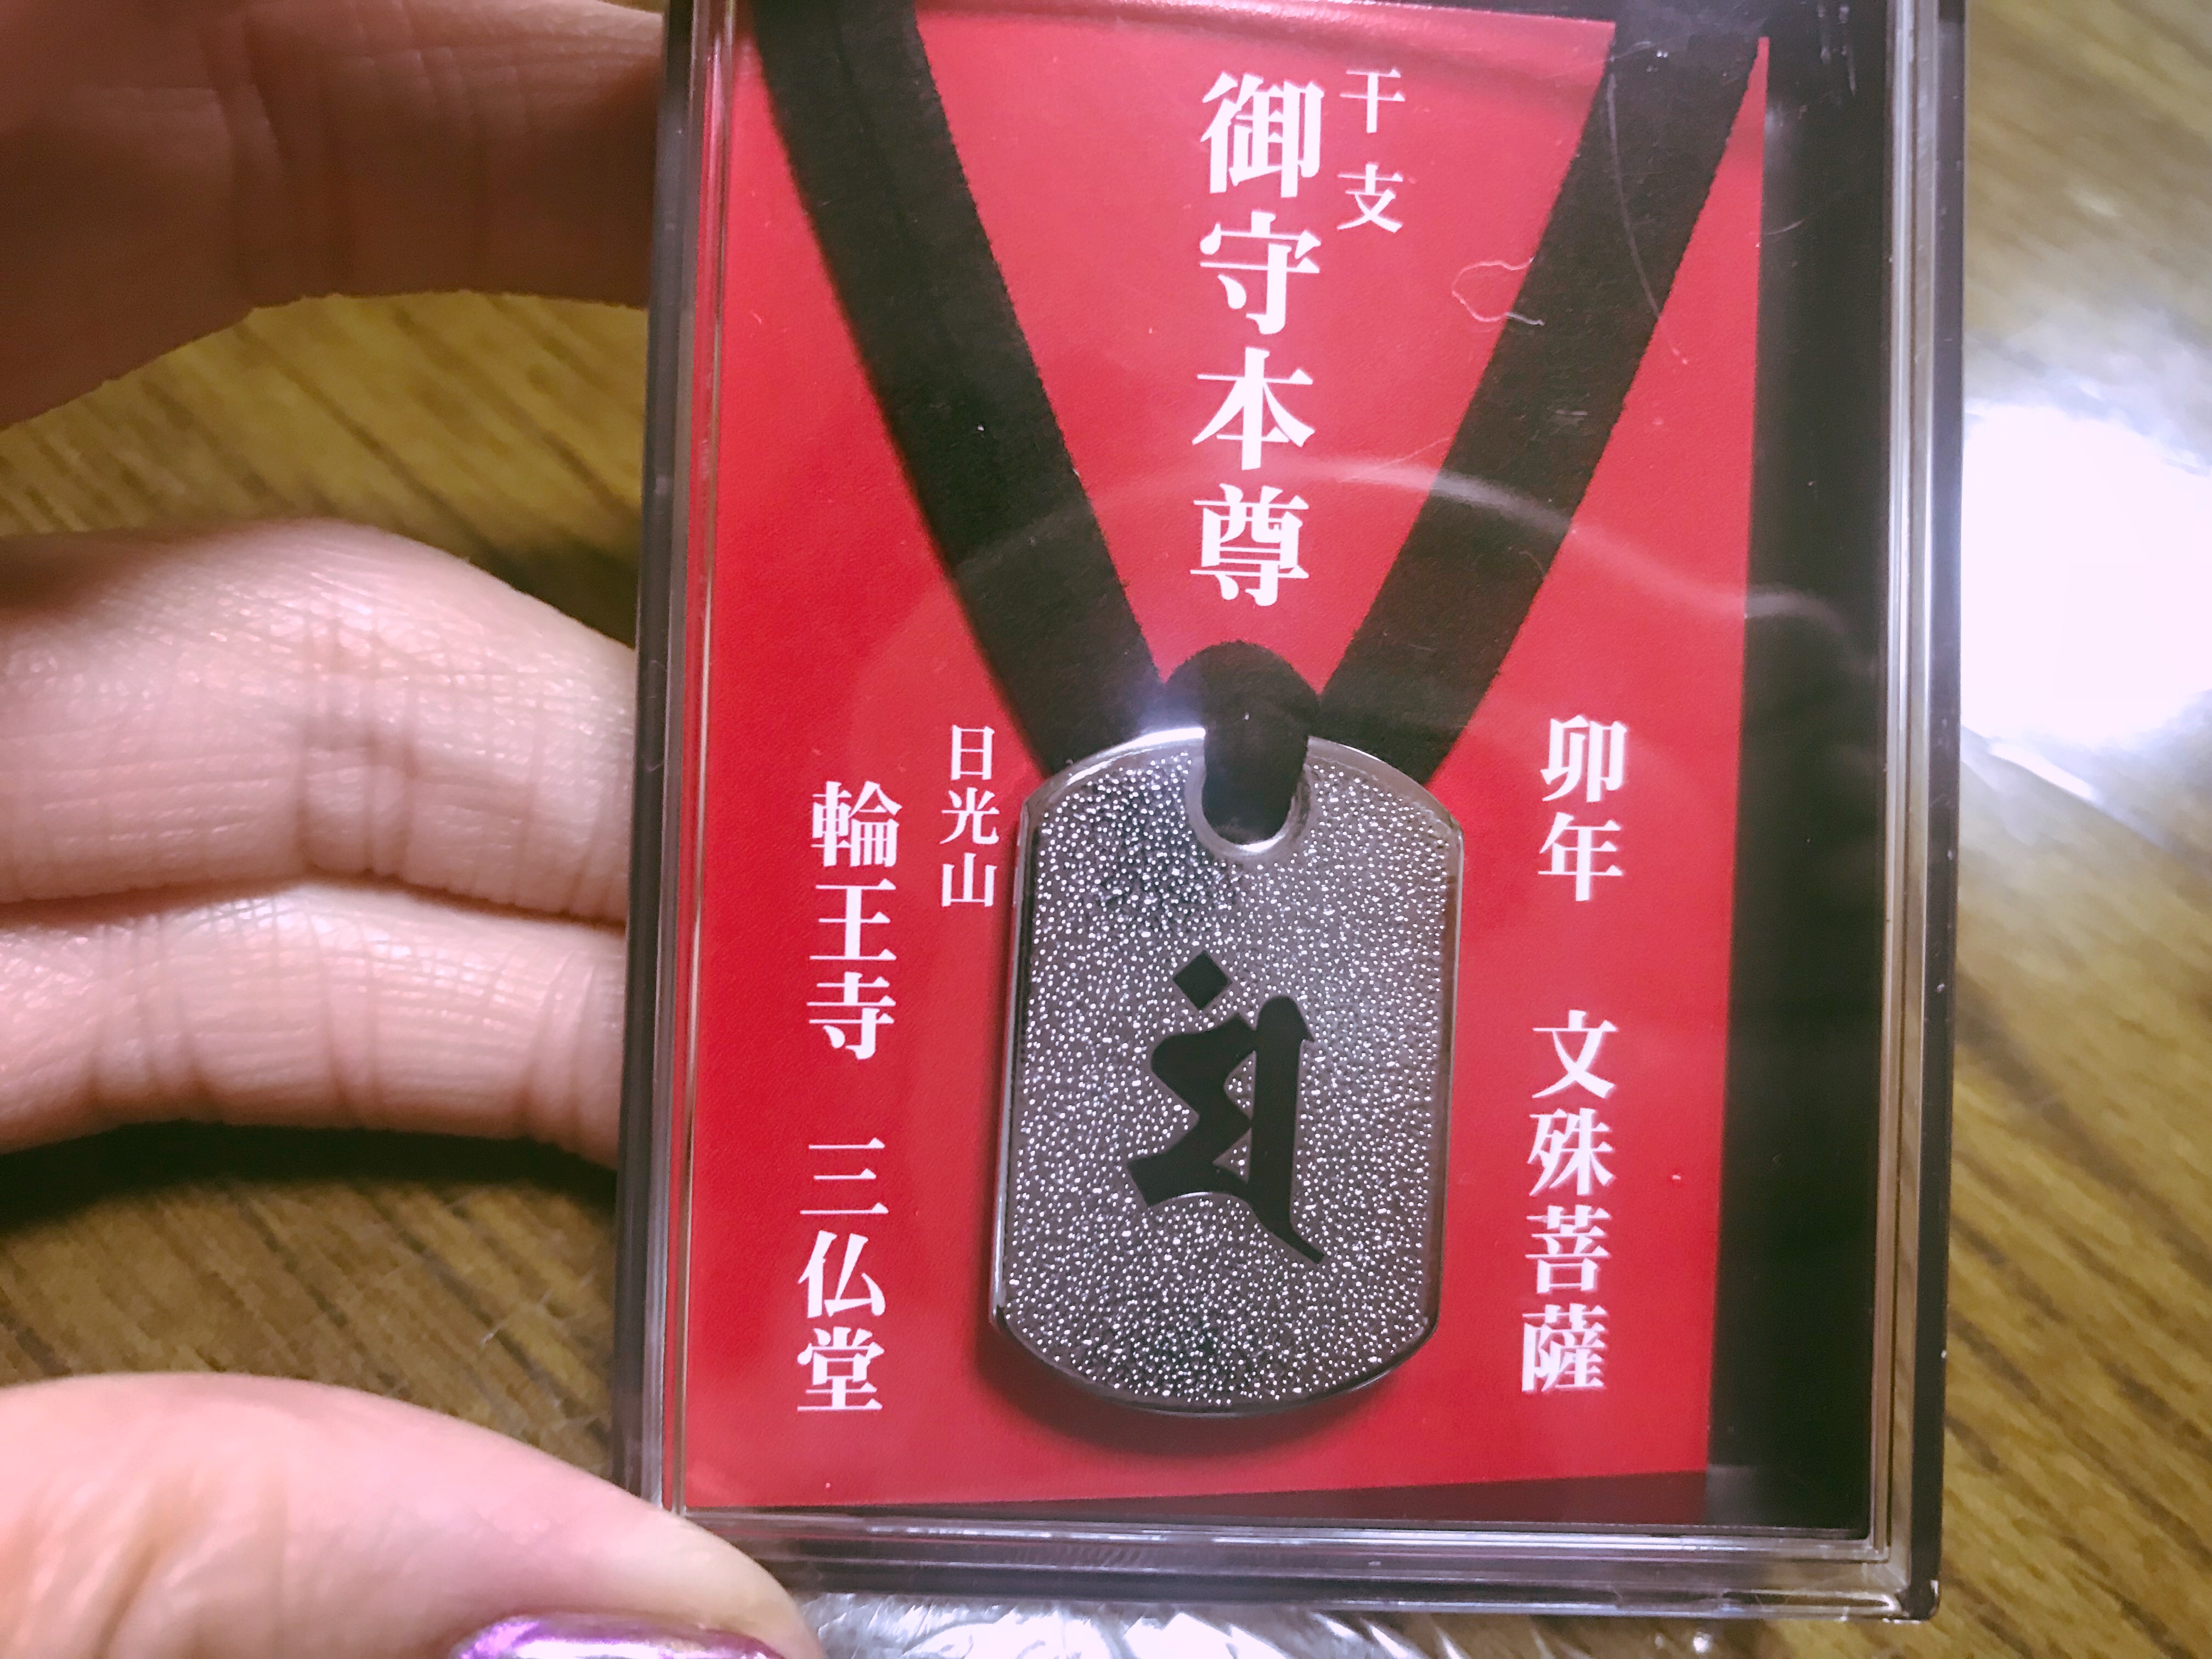 干支
御守本尊
卯年 文殊菩薩
日光山
輪王寺 三仏堂